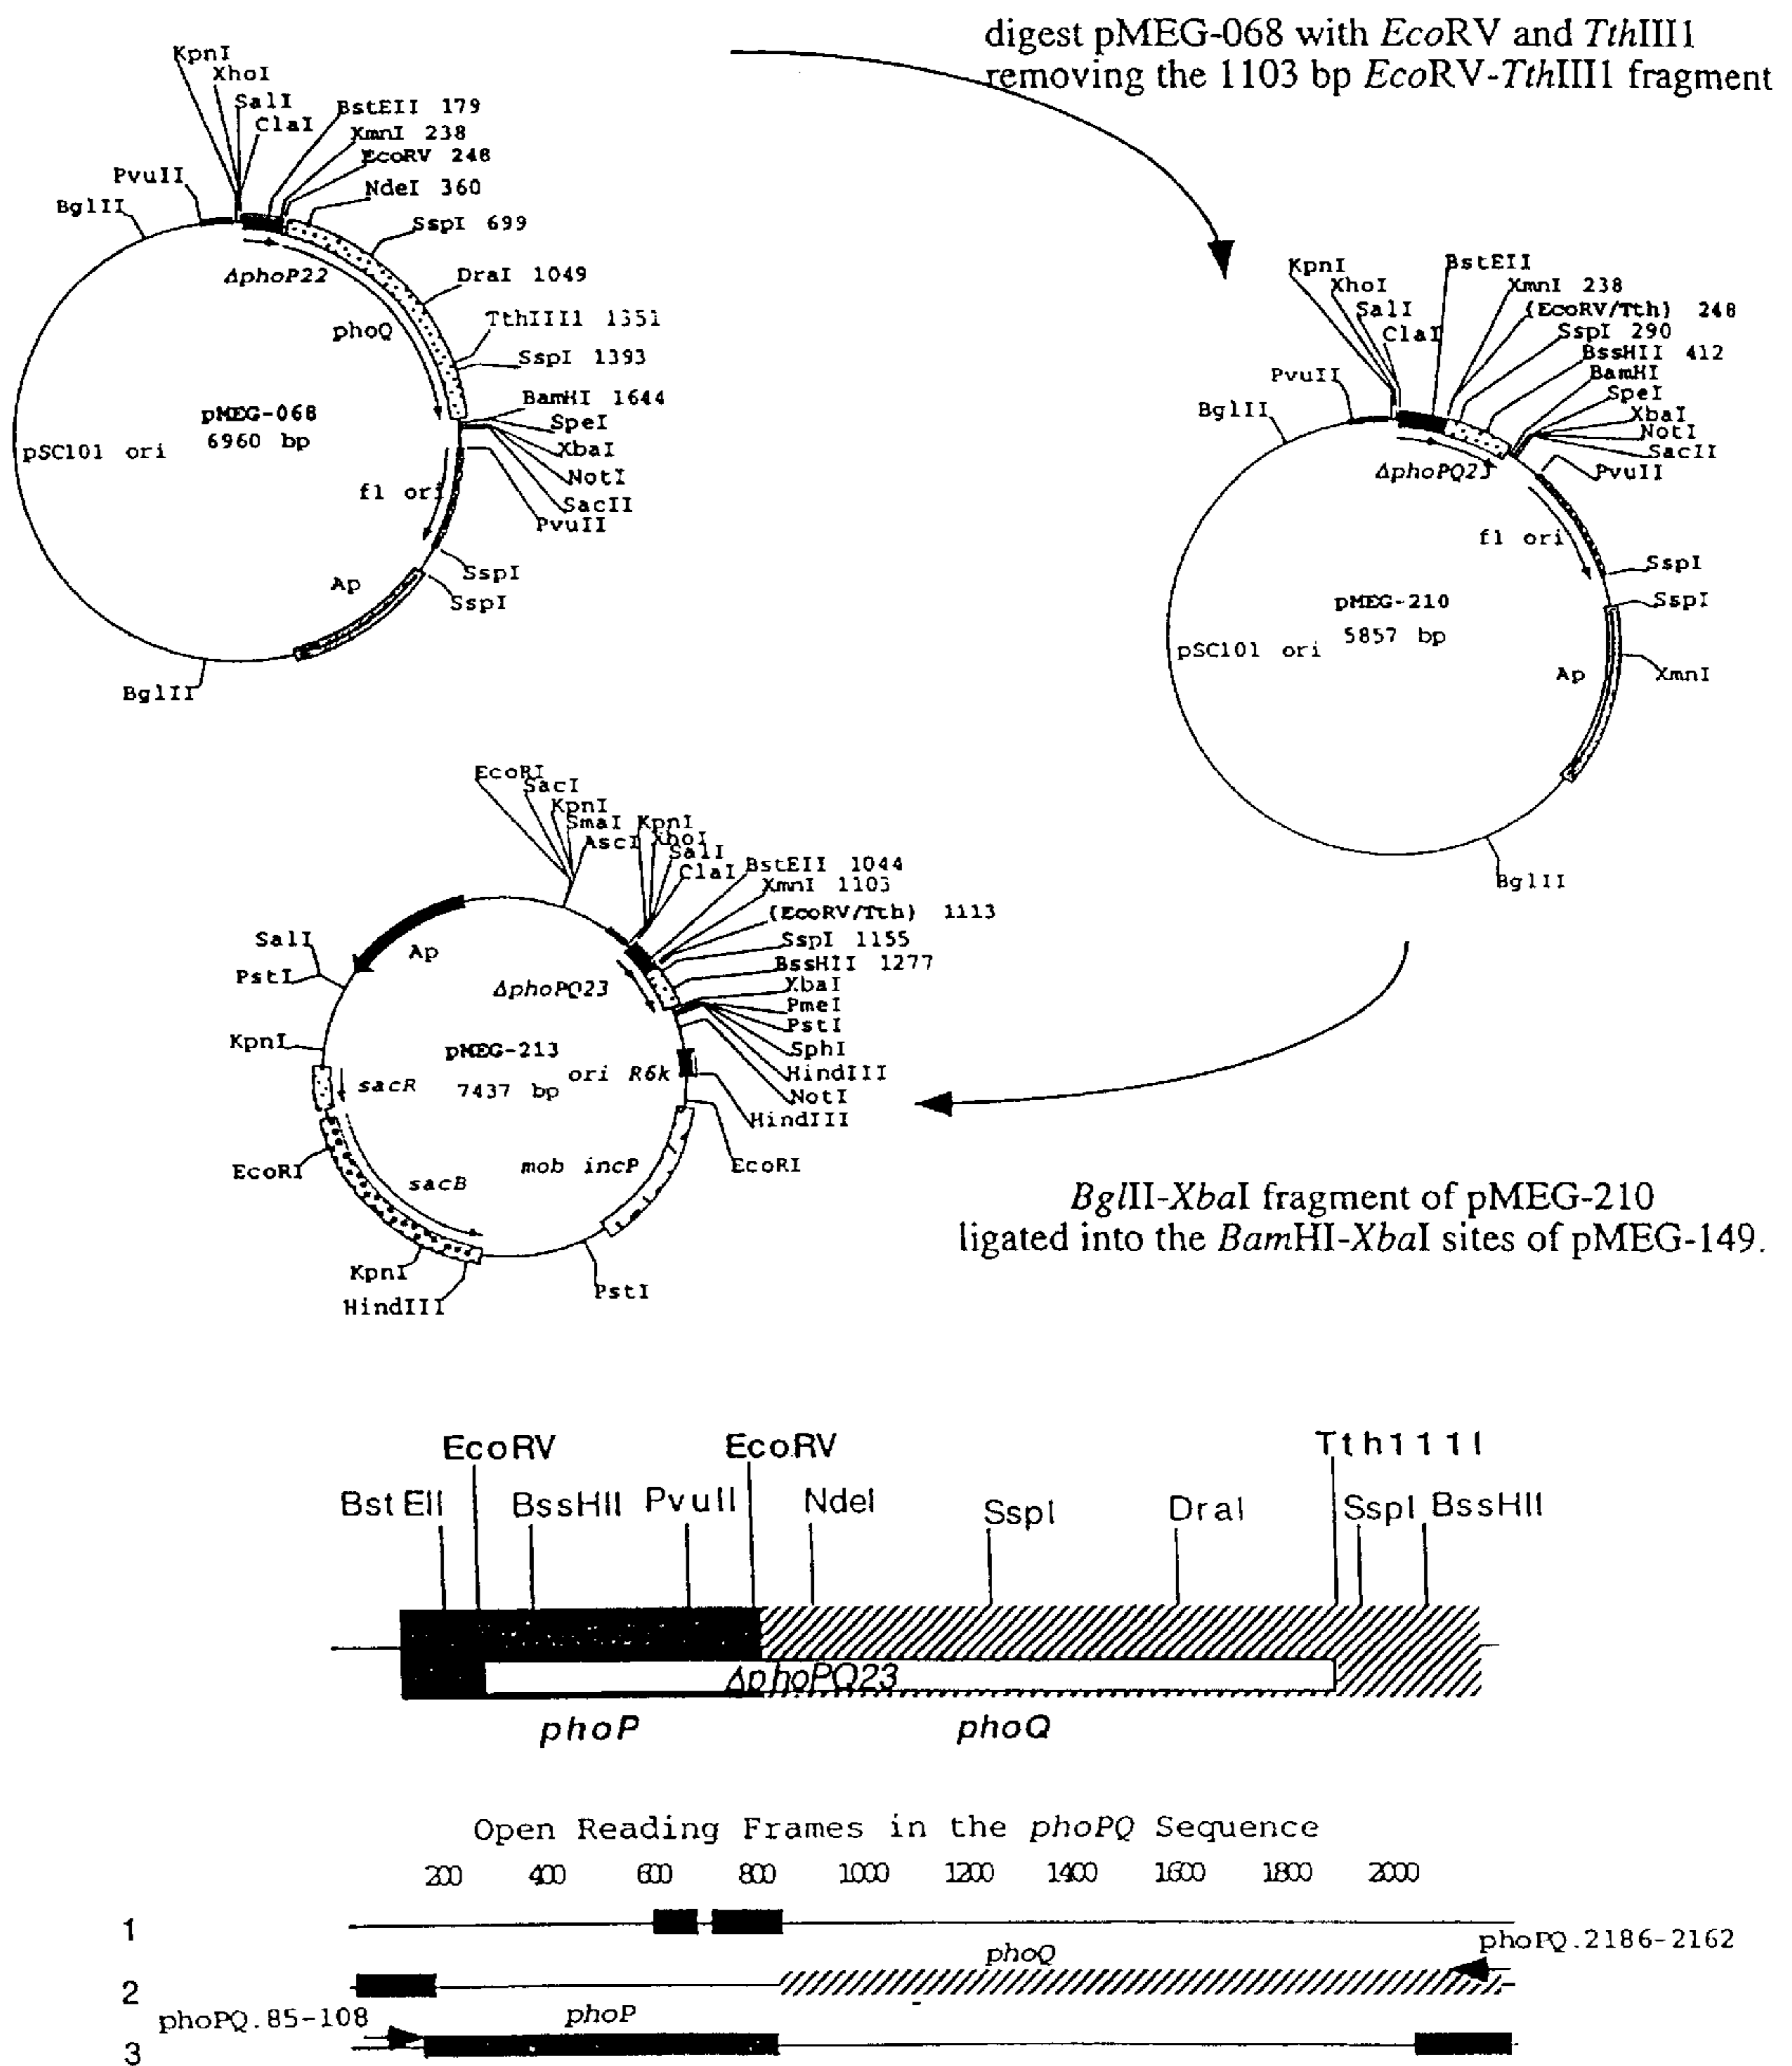 digest pMEG-068 with EcoRV and TthIII1
removing the 1103 bp EcoRV-TthIII1 fragment
KpnI
XhoI
SalI
ClaI
BstEII 179
XmnI 238
EcoRV 248
NdeI 360
SspI 699
DraI 1049
TthIII1 1351
SspI 1393
BamHI 1644
SpeI
XbaI
NotI
SacII
PvuII
SspI
SspI
PvuII
BglII
BglII
ΔphoP22
phoQ
pMEG-068
6960 bp
pSC101 ori
f1 ori
Ap
KpnI
XhoI
SalI
ClaI
BstEII
XmnI 238
(EcoRV/Tth) 248
SspI 290
BssHII 412
BamHI
SpeI
XbaI
NotI
SacII
PvuII
PvuII
BglII
ΔphoPQ23
f1 ori
SspI
SspI
pMEG-210
5857 bp
pSC101 ori
Ap
XmnI
BglII
EcoRI
SacI
KpnI
SmaI
AscI
KpnI
XhoI
SalI
ClaI
BstEII 1044
XmnI 1103
(EcoRV/Tth) 1113
SspI 1155
BssHII 1277
XbaI
PmeI
PstI
SphI
HindIII
NotI
HindIII
EcoRI
SalI
PstI
KpnI
EcoRI
KpnI
HindIII
PstI
Ap
ΔphoPQ23
pMEG-213
7437 bp
ori R6k
sacR
sacB
mob incP
BglII-XbaI fragment of pMEG-210
ligated into the BamHI-XbaI sites of pMEG-149.
EcoRV EcoRV Tth111I
BstEII BssHII PvuII NdeI SspI DraI SspI BssHII
ΔphoPQ23
phoP phoQ
Open Reading Frames in the phoPQ Sequence
200 400 600 800 1000 1200 1400 1600 1800 2000
1
phoQ
phoPQ.2186-2162
2
phoPQ.85-108
phoP
3